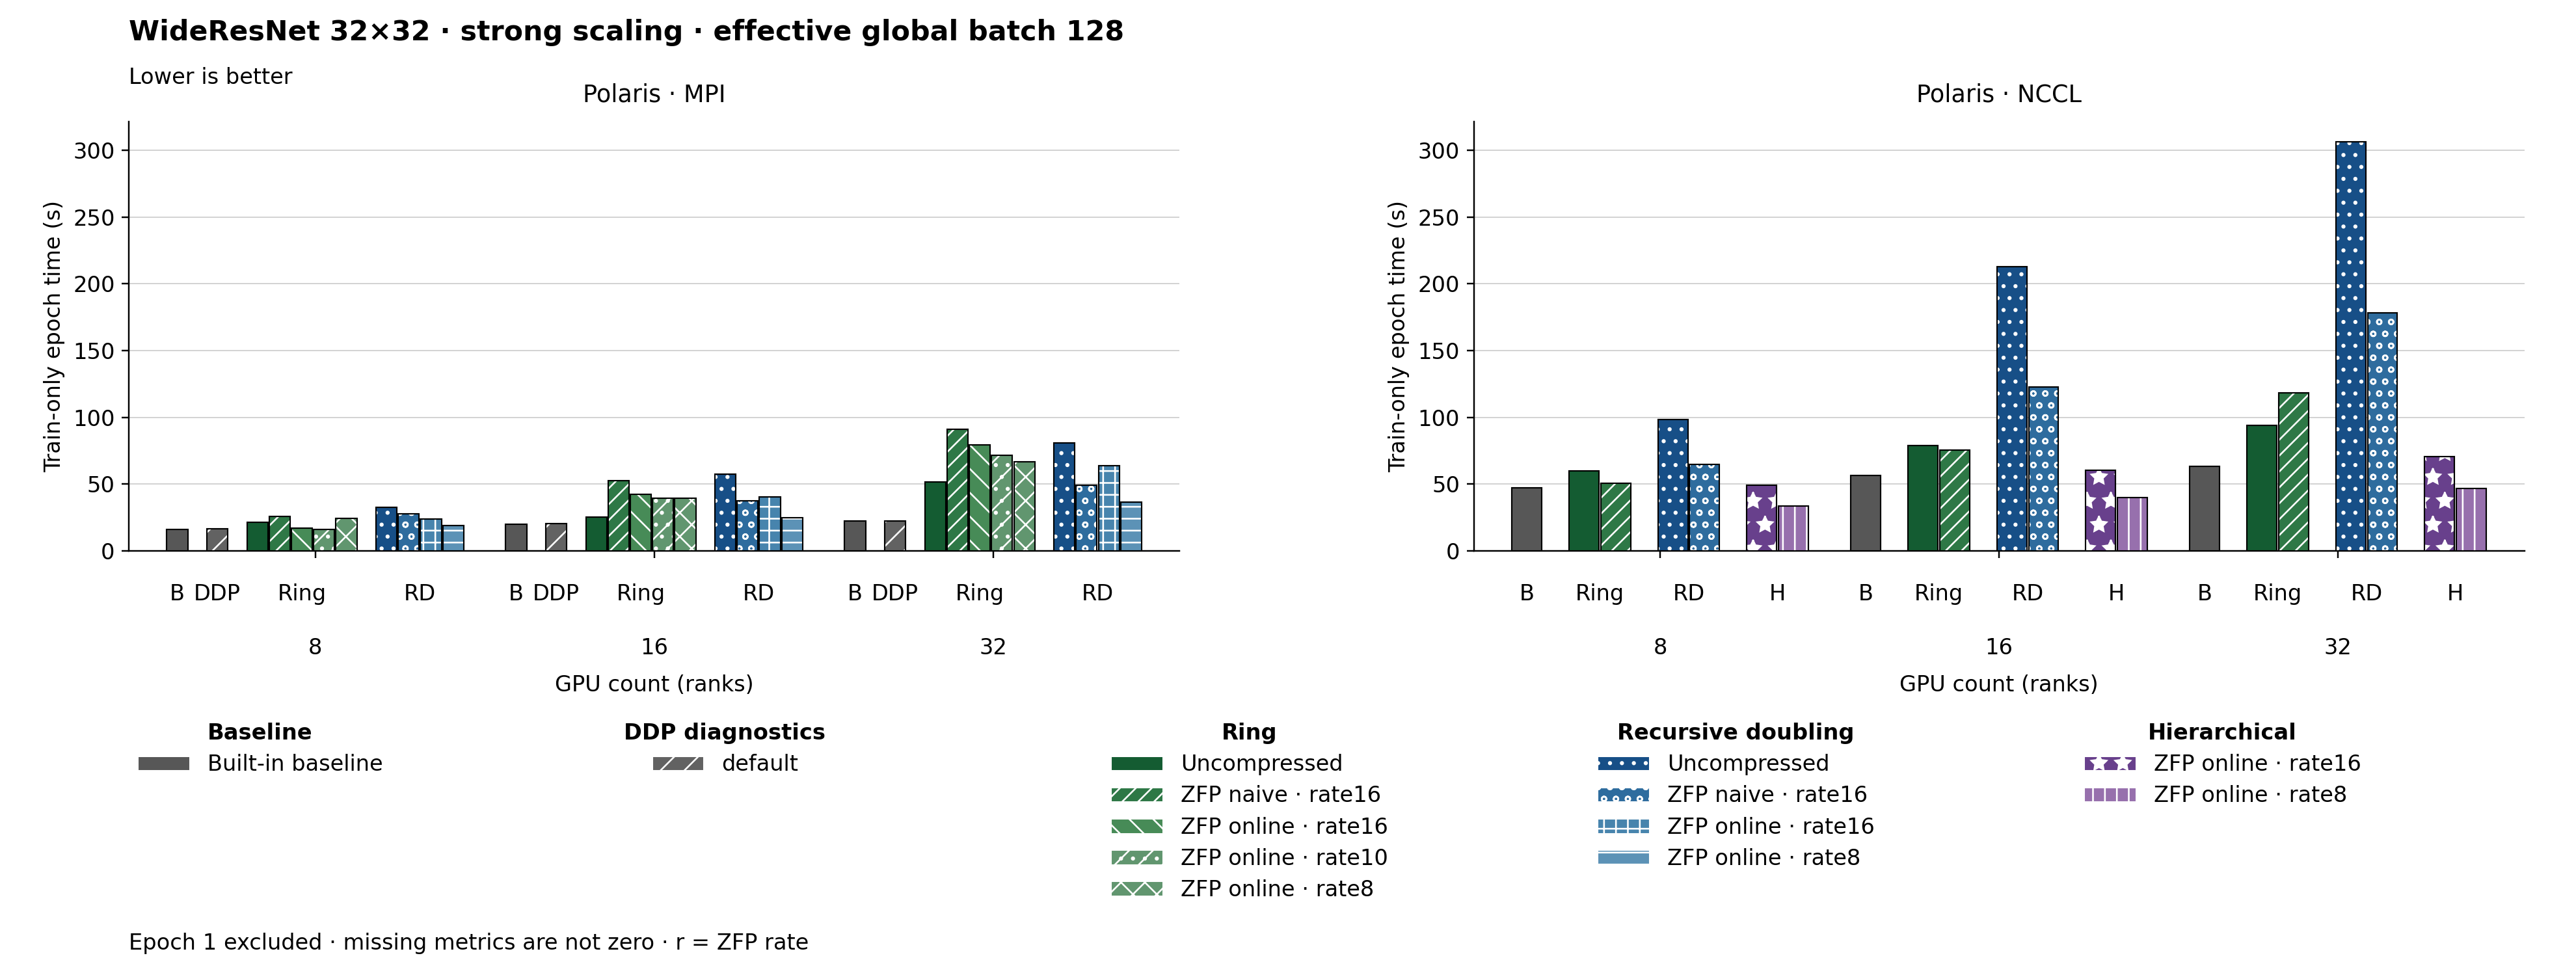 WideResNet 32×32 · strong scaling · effective global batch 128
Lower is better
Polaris · MPI
Train-only epoch time (s)
300
250
200
150
100
50
0
B DDP Ring RD B DDP Ring RD B DDP Ring RD
8 16 32
GPU count (ranks)
Polaris · NCCL
Train-only epoch time (s)
300
250
200
150
100
50
0
B Ring RD H B Ring RD H B Ring RD H
8 16 32
GPU count (ranks)
Baseline
Built-in baseline
DDP diagnostics
default
Ring
Uncompressed
ZFP naive · rate16
ZFP online · rate16
ZFP online · rate10
ZFP online · rate8
Recursive doubling
Uncompressed
ZFP naive · rate16
ZFP online · rate16
ZFP online · rate8
Hierarchical
ZFP online · rate16
ZFP online · rate8
Epoch 1 excluded · missing metrics are not zero · r = ZFP rate